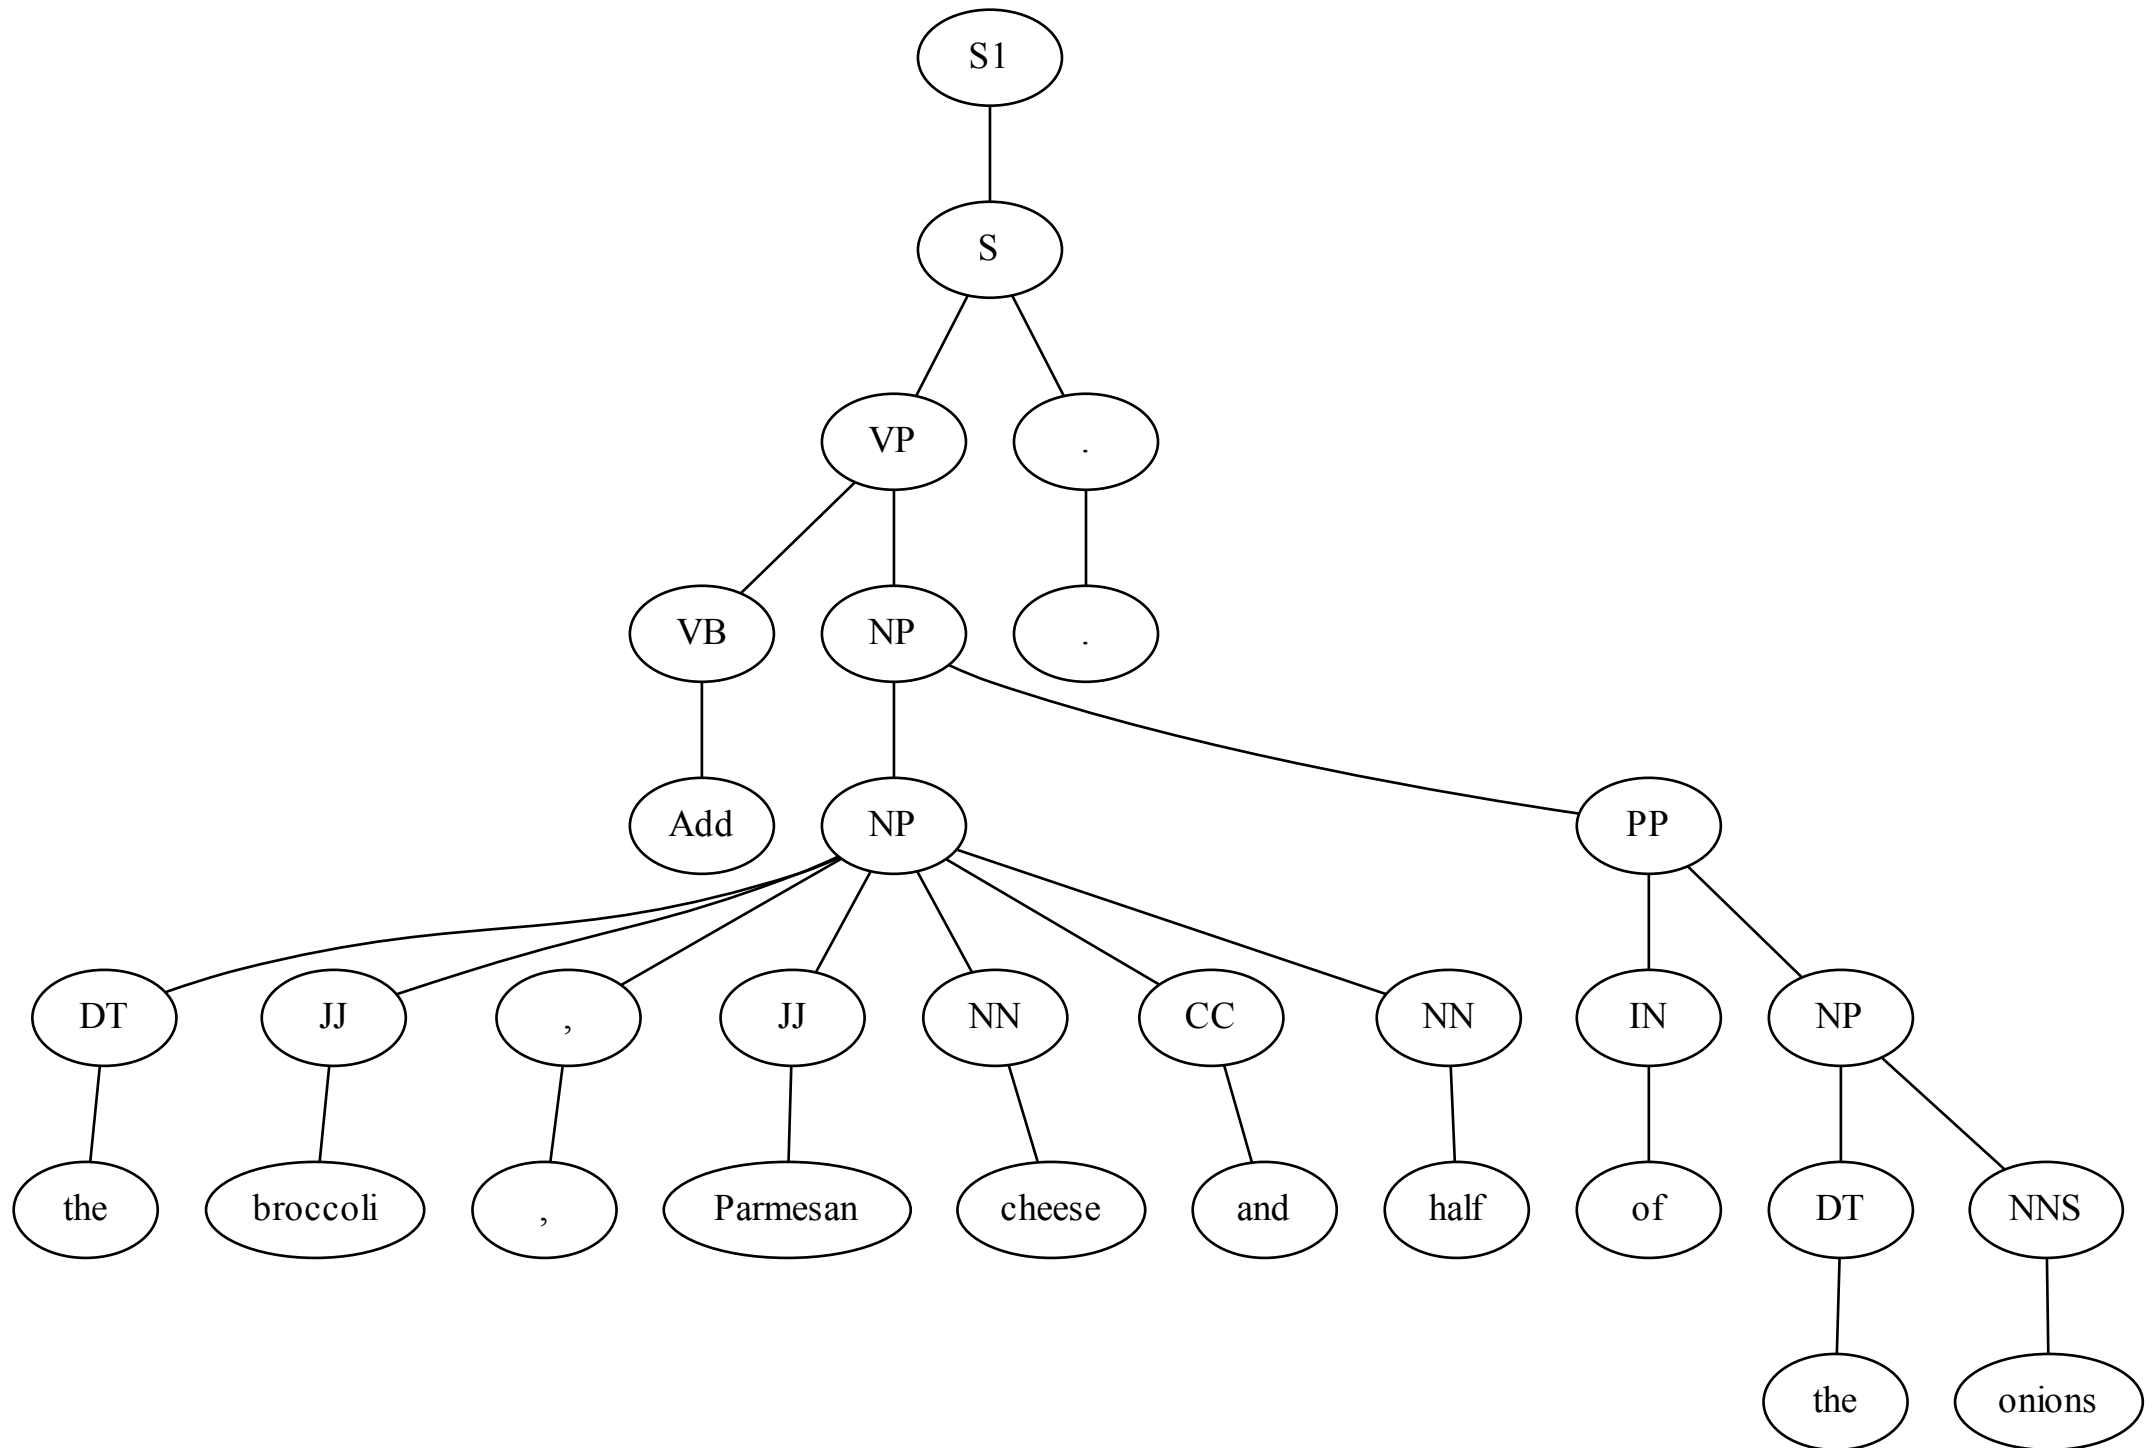 S1
S
VP .
VB NP .
Add NP PP
DT JJ , JJ NN CC NN IN NP
the broccoli , Parmesan cheese and half of DT NNS
the onions